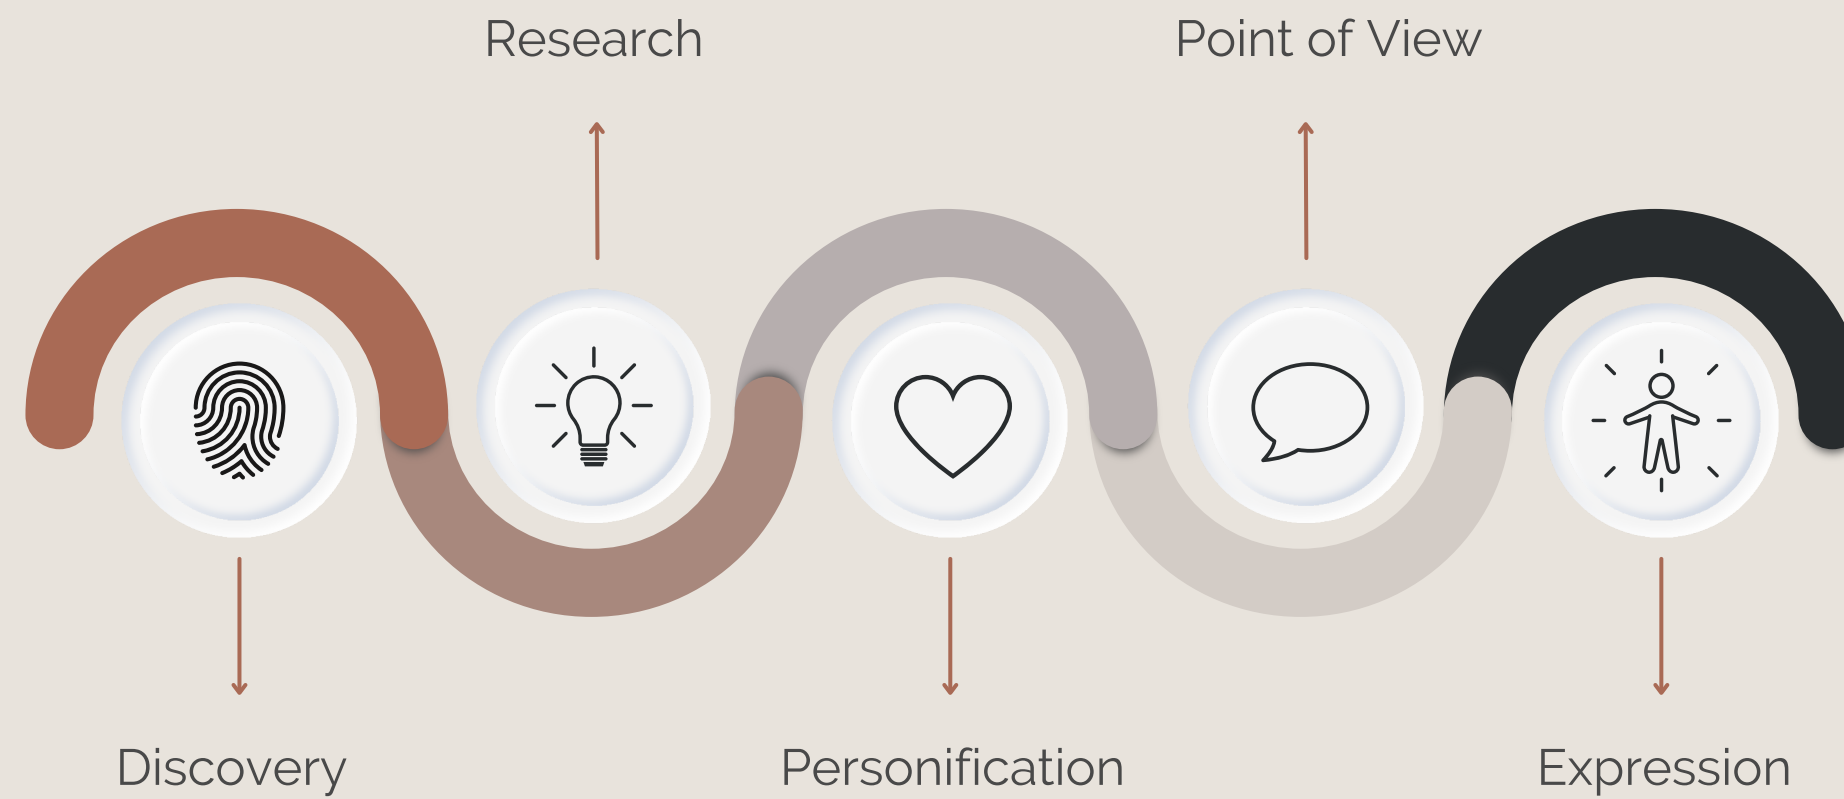 Research
Point of View
Discovery
Personification
Expression